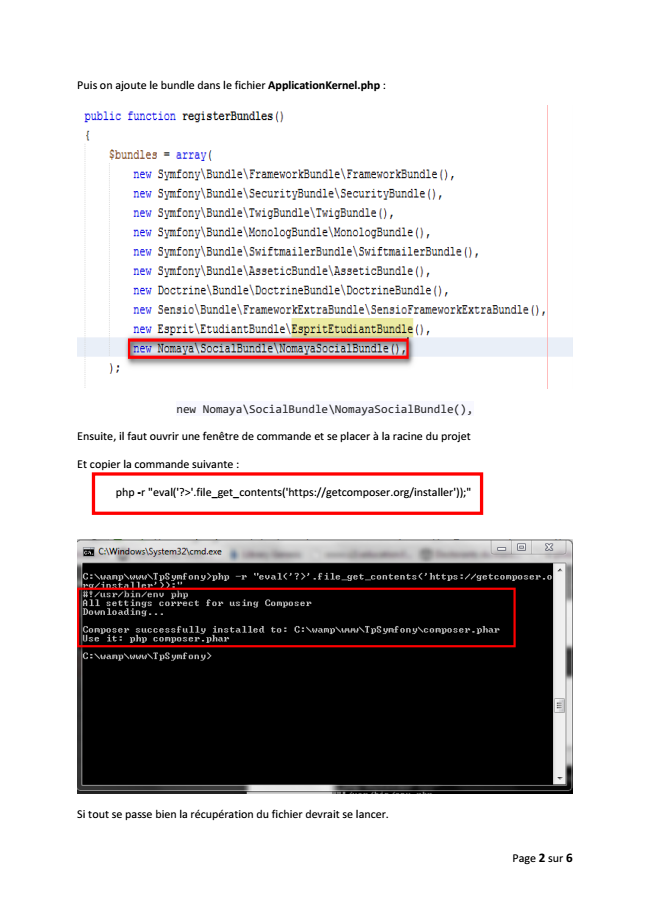 Puis on ajoute le bundle dans le fichier ApplicationKernel.php :
public function registerBundles()
{
$bundles = array(
new Symfony\Bundle\FrameworkBundle\FrameworkBundle(),
new Symfony\Bundle\SecurityBundle\SecurityBundle(),
new Symfony\Bundle\TwigBundle\TwigBundle(),
new Symfony\Bundle\MonologBundle\MonologBundle(),
new Symfony\Bundle\SwiftmailerBundle\SwiftmailerBundle(),
new Symfony\Bundle\AsseticBundle\AsseticBundle(),
new Doctrine\Bundle\DoctrineBundle\DoctrineBundle(),
new Sensio\Bundle\FrameworkExtraBundle\SensioFrameworkExtraBundle(),
new Esprit\EtudiantBundle\EspritEtudiantBundle(),
new Nomaya\SocialBundle\NomayaSocialBundle(),
);
new Nomaya\SocialBundle\NomayaSocialBundle(),
Ensuite, il faut ouvrir une fenêtre de commande et se placer à la racine du projet
Et copier la commande suivante :
php -r "eval('?>'.file_get_contents('https://getcomposer.org/installer'));"
C:\Windows\System32\cmd.exe
C:\wamp\www\TpSymfony>php -r "eval('?>'.file_get_contents('https://getcomposer.o
rg/installer'));"
#!/usr/bin/env php
All settings correct for using Composer
Downloading...
Composer successfully installed to: C:\wamp\www\TpSymfony\composer.phar
Use it: php composer.phar
C:\wamp\www\TpSymfony>
Si tout se passe bien la récupération du fichier devrait se lancer.
Page 2 sur 6